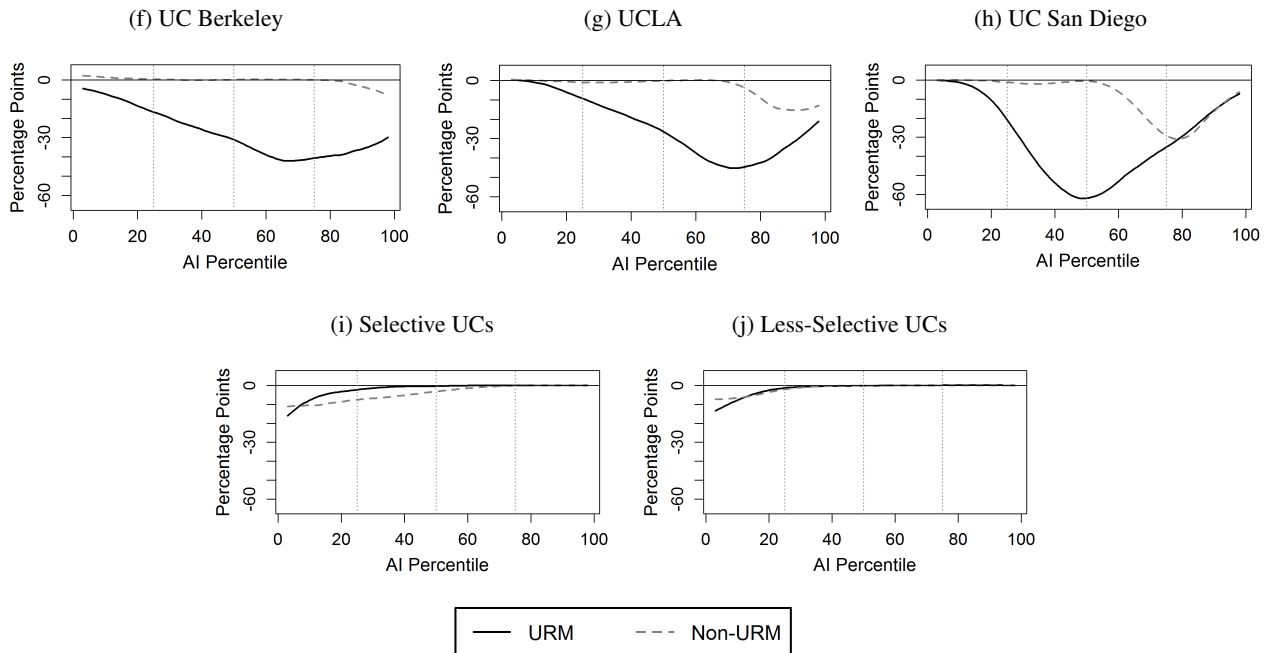 (f) UC Berkeley
Percentage Points
0
-30
-60
0 20 40 60 80 100
AI Percentile
(g) UCLA
Percentage Points
0
-30
-60
0 20 40 60 80 100
AI Percentile
(h) UC San Diego
Percentage Points
0
-30
-60
0 20 40 60 80 100
AI Percentile
(i) Selective UCs
Percentage Points
0
-30
-60
0 20 40 60 80 100
AI Percentile
(j) Less-Selective UCs
Percentage Points
0
-30
-60
0 20 40 60 80 100
AI Percentile
URM Non-URM